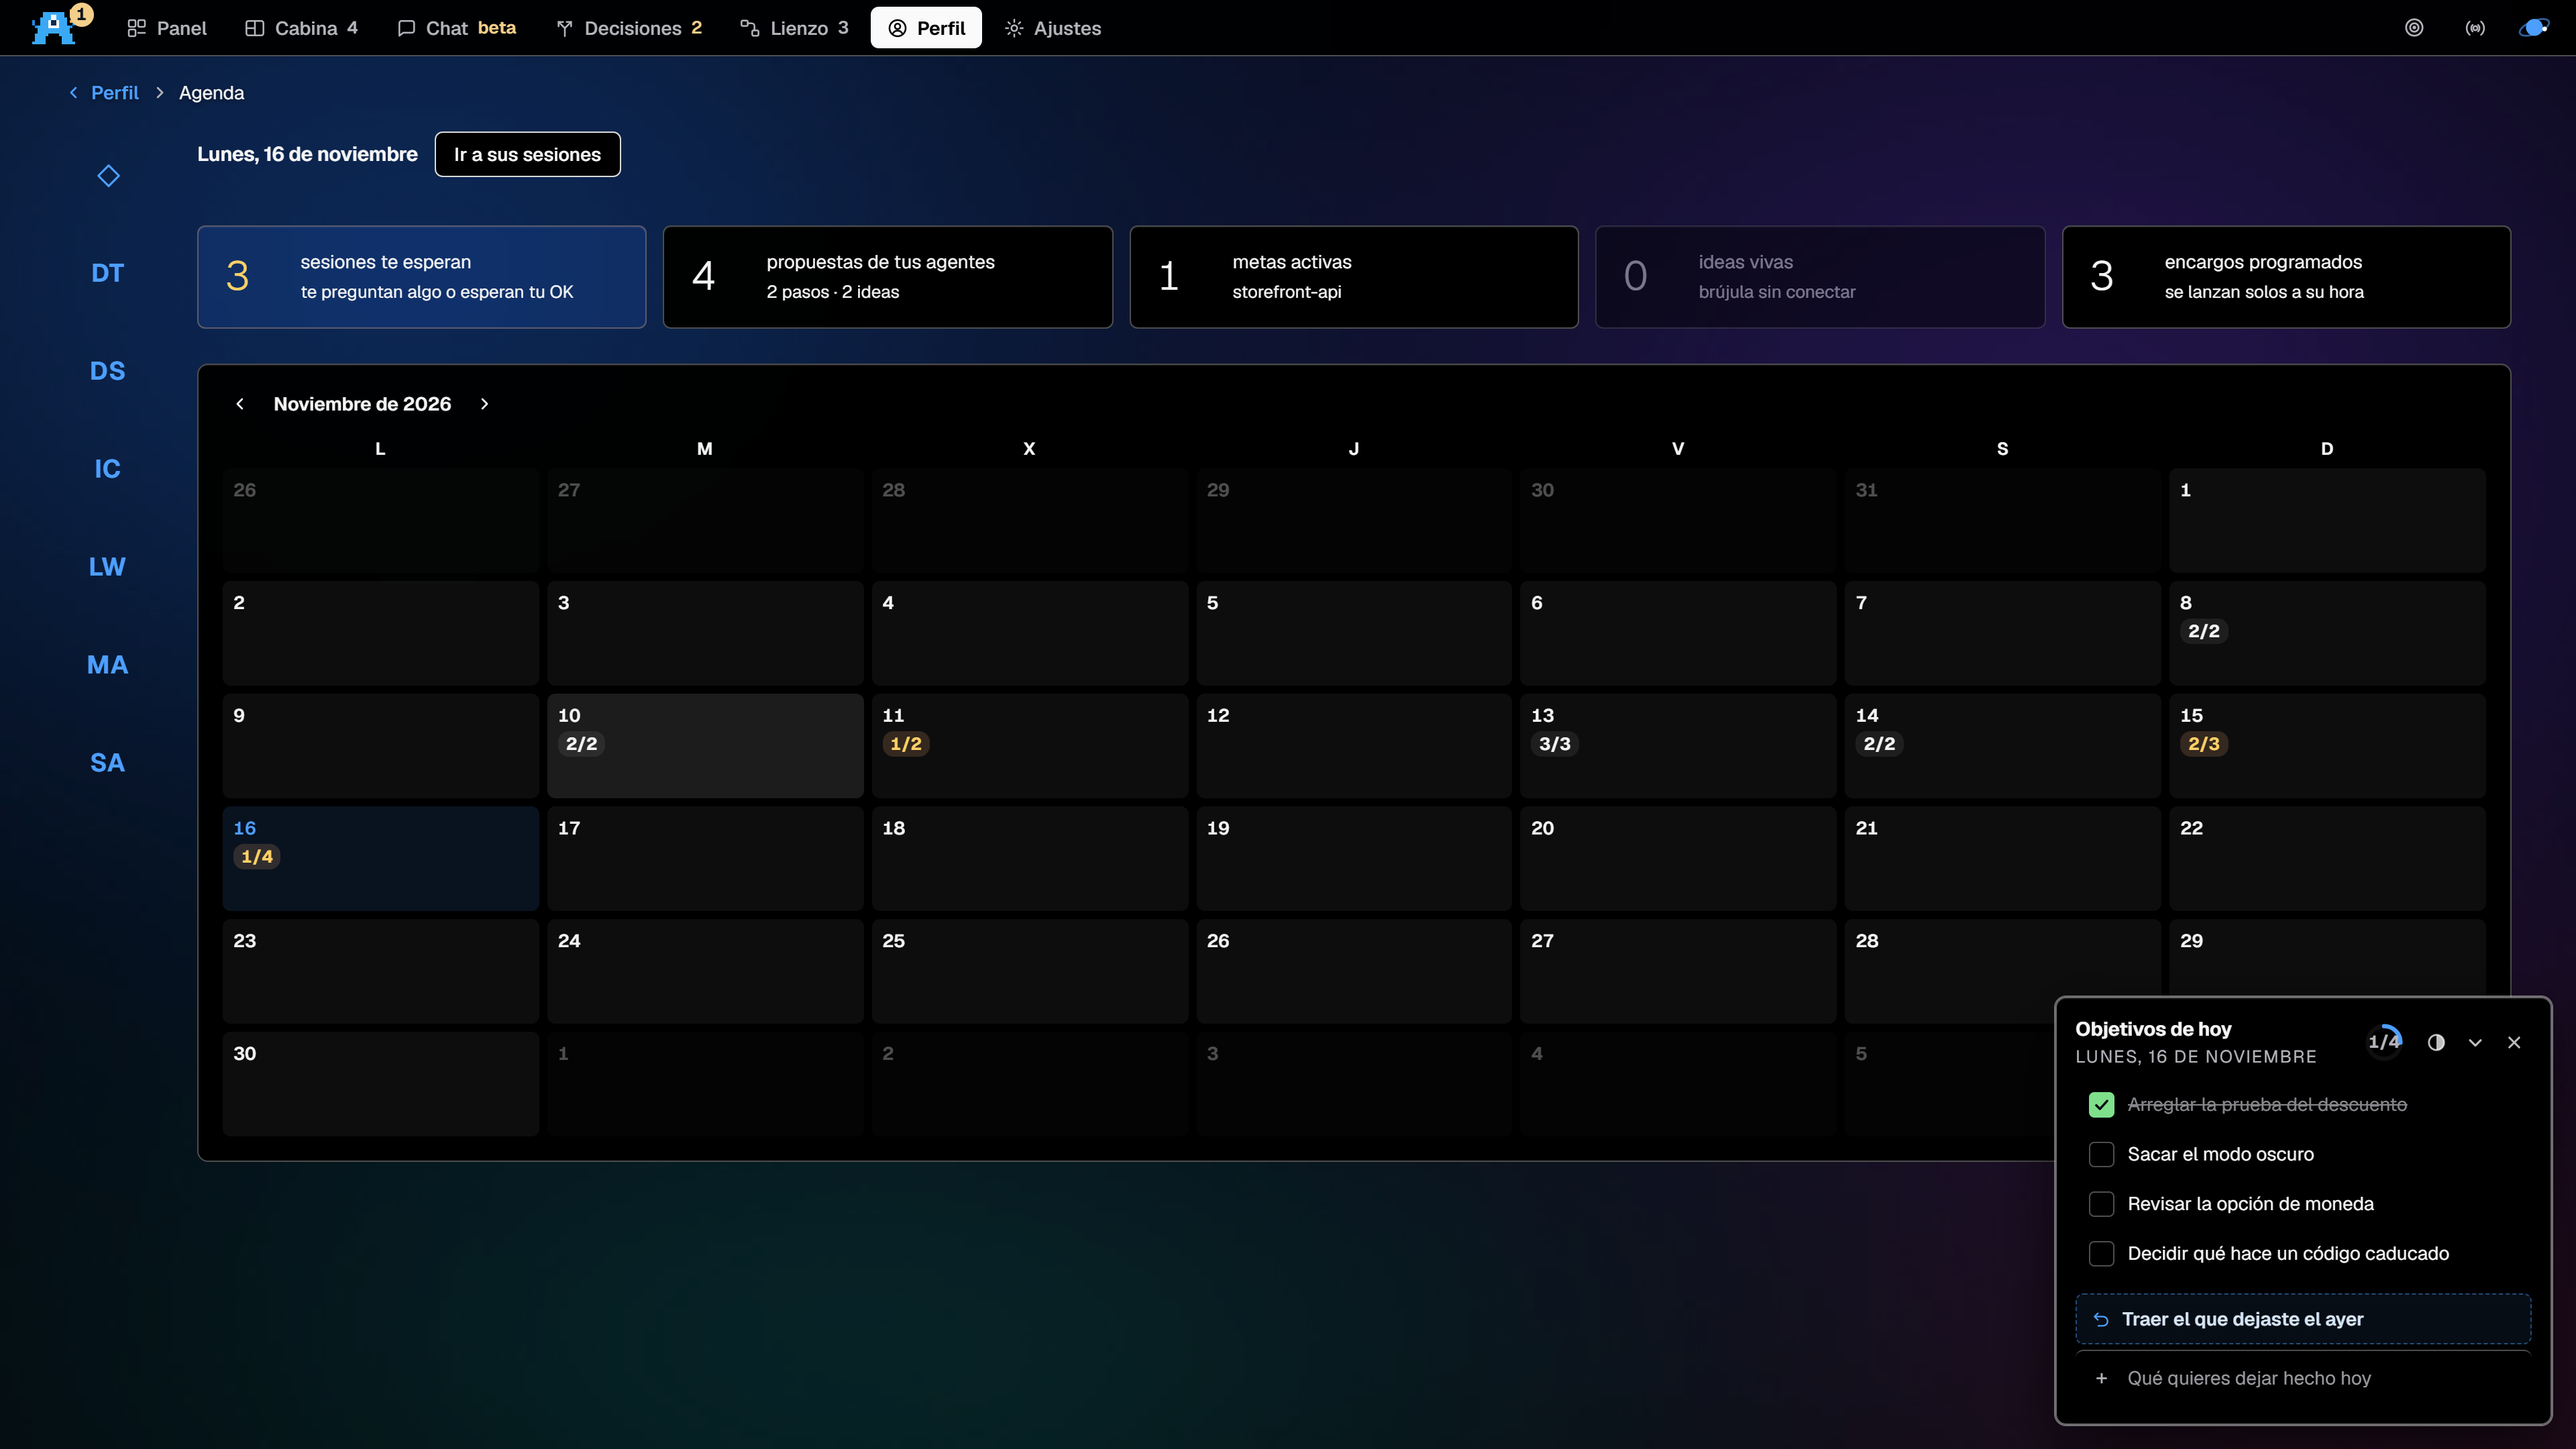 1
Panel
Cabina 4
Chat beta
Decisiones 2
Lienzo 3
Perfil
Ajustes
Perfil > Agenda
Lunes, 16 de noviembre
Ir a sus sesiones
DT
DS
IC
LW
MA
SA
3
sesiones te esperan
te preguntan algo o esperan tu OK
4
propuestas de tus agentes
2 pasos · 2 ideas
1
metas activas
storefront-api
0
ideas vivas
brújula sin conectar
3
encargos programados
se lanzan solos a su hora
Noviembre de 2026
L M X J V S D
26 27 28 29 30 31 1
2 3 4 5 6 7 8
2/2
9 10 11 12 13 14 15
2/2 1/2 3/3 2/2 2/3
16 17 18 19 20 21 22
1/4
23 24 25 26 27 28 29
30 1 2 3 4 5
Objetivos de hoy
LUNES, 16 DE NOVIEMBRE
1/4
Arreglar la prueba del descuento
Sacar el modo oscuro
Revisar la opción de moneda
Decidir qué hace un código caducado
Traer el que dejaste el ayer
+ Qué quieres dejar hecho hoy